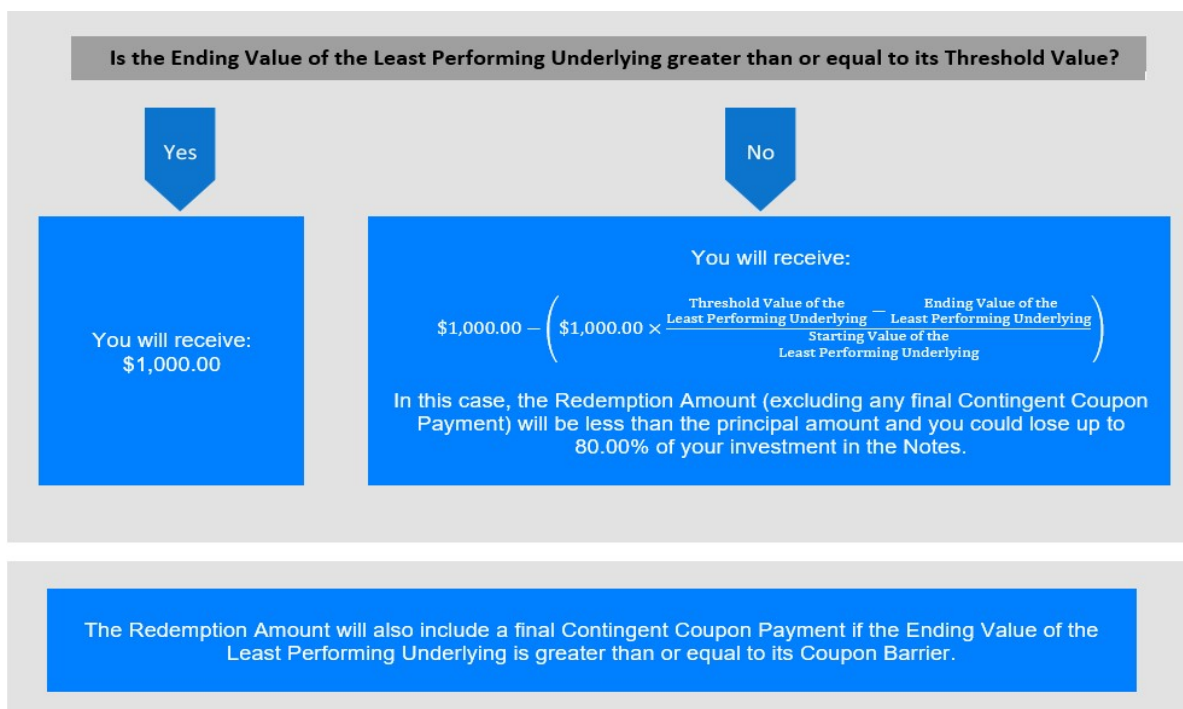 Is the Ending Value of the Least Performing Underlying greater than or equal to its Threshold Value?
Yes
No
You will receive:
$1,000.00
You will receive:
$1,000.00 − ( $1,000.00 × (Threshold Value of the Least Performing Underlying − Ending Value of the Least Performing Underlying) / Starting Value of the Least Performing Underlying )
In this case, the Redemption Amount (excluding any final Contingent Coupon
Payment) will be less than the principal amount and you could lose up to
80.00% of your investment in the Notes.
The Redemption Amount will also include a final Contingent Coupon Payment if the Ending Value of the
Least Performing Underlying is greater than or equal to its Coupon Barrier.